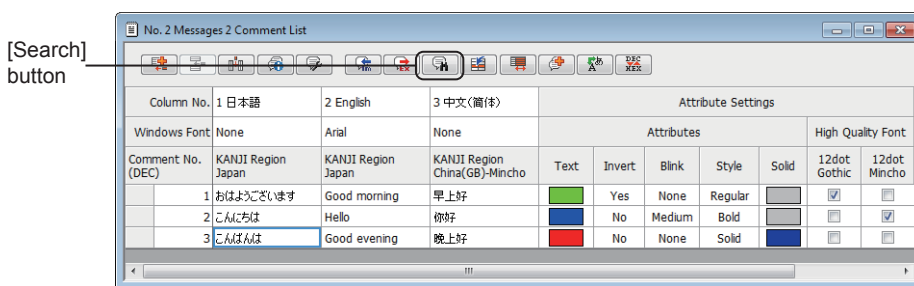 No. 2 Messages 2 Comment List
[Search]
button
DEC
HEX
Column No. 1 日本語 2 English 3 中文(简体) Attribute Settings
Windows Font None Arial None Attributes High Quality Font
Comment No. (DEC) KANJI Region Japan KANJI Region Japan KANJI Region China(GB)-Mincho Text Invert Blink Style Solid 12dot Gothic 12dot Mincho
1 おはようございます Good morning 早上好 Yes None Regular
2 こんにちは Hello 你好 No Medium Bold
3 こんばんは Good evening 晚上好 No None Solid